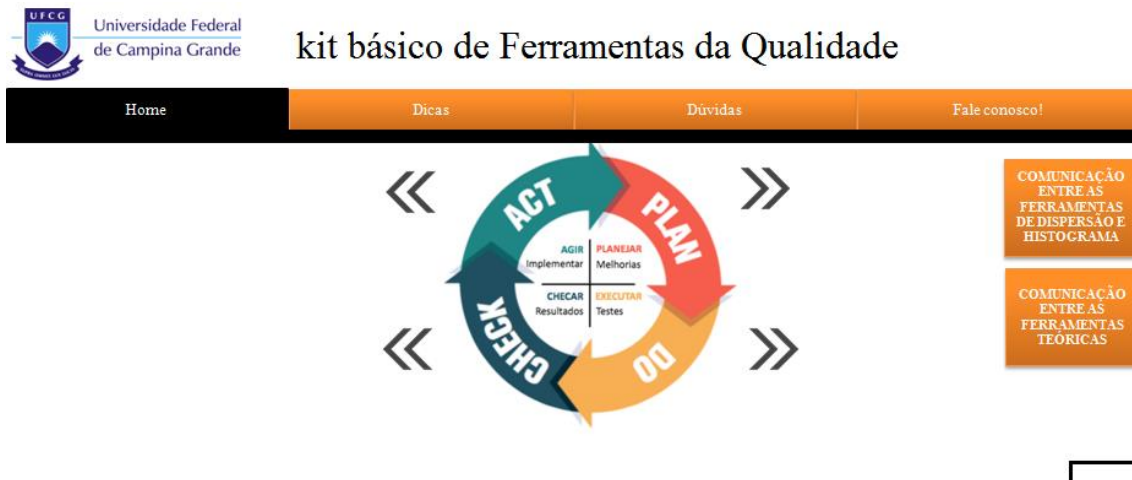 UFCG
Universidade Federal
de Campina Grande
kit básico de Ferramentas da Qualidade
Home
Dicas
Dúvidas
Fale conosco!
ACT
PLAN
AGIR
Implementar
PLANEJAR
Melhorias
CHECAR
Resultados
EXECUTAR
Testes
CHECK
DO
COMUNICAÇÃO
ENTRE AS
FERRAMENTAS
DE DISPERSÃO E
HISTOGRAMA
COMUNICAÇÃO
ENTRE AS
FERRAMENTAS
TEÓRICAS